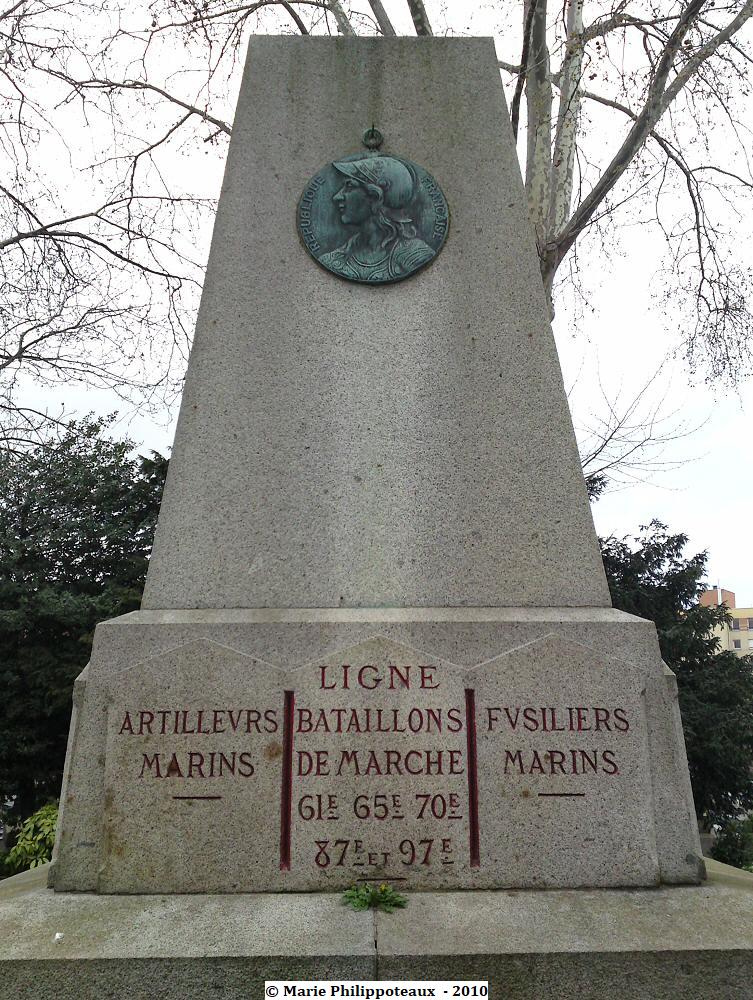 REPUBLIQUE FRANÇAISE
ARTILLEVRS
MARINS
LIGNE
BATAILLONS
DE MARCHE
61E 65E 70E
87E ET 97E
FVSILIERS
MARINS
© Marie Philippoteaux - 2010